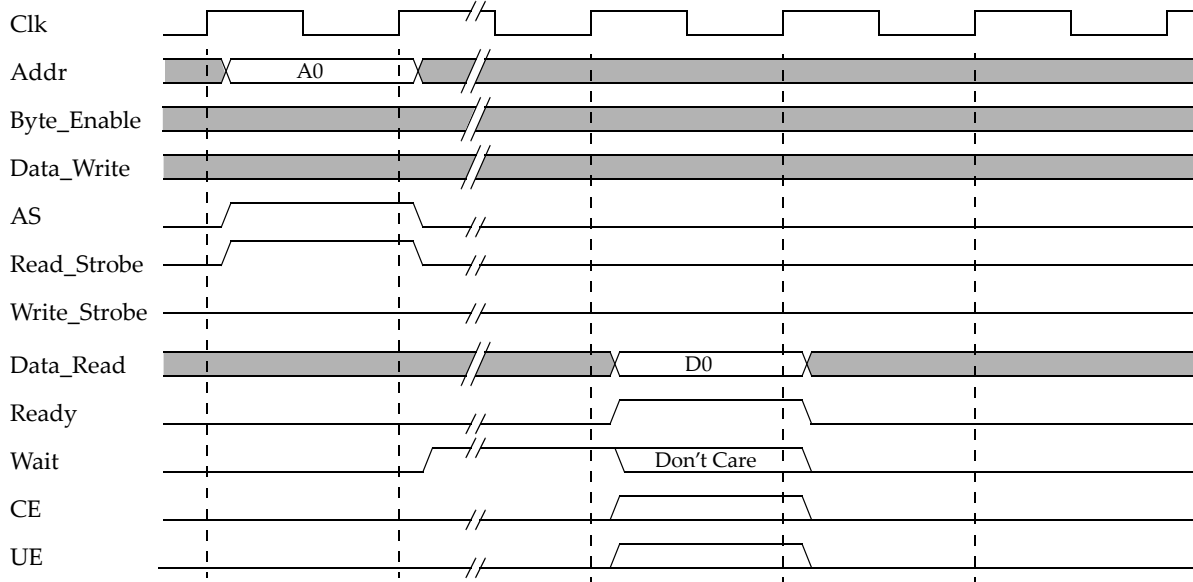 Clk
Addr A0
Byte_Enable
Data_Write
AS
Read_Strobe
Write_Strobe
Data_Read D0
Ready
Wait Don't Care
CE
UE